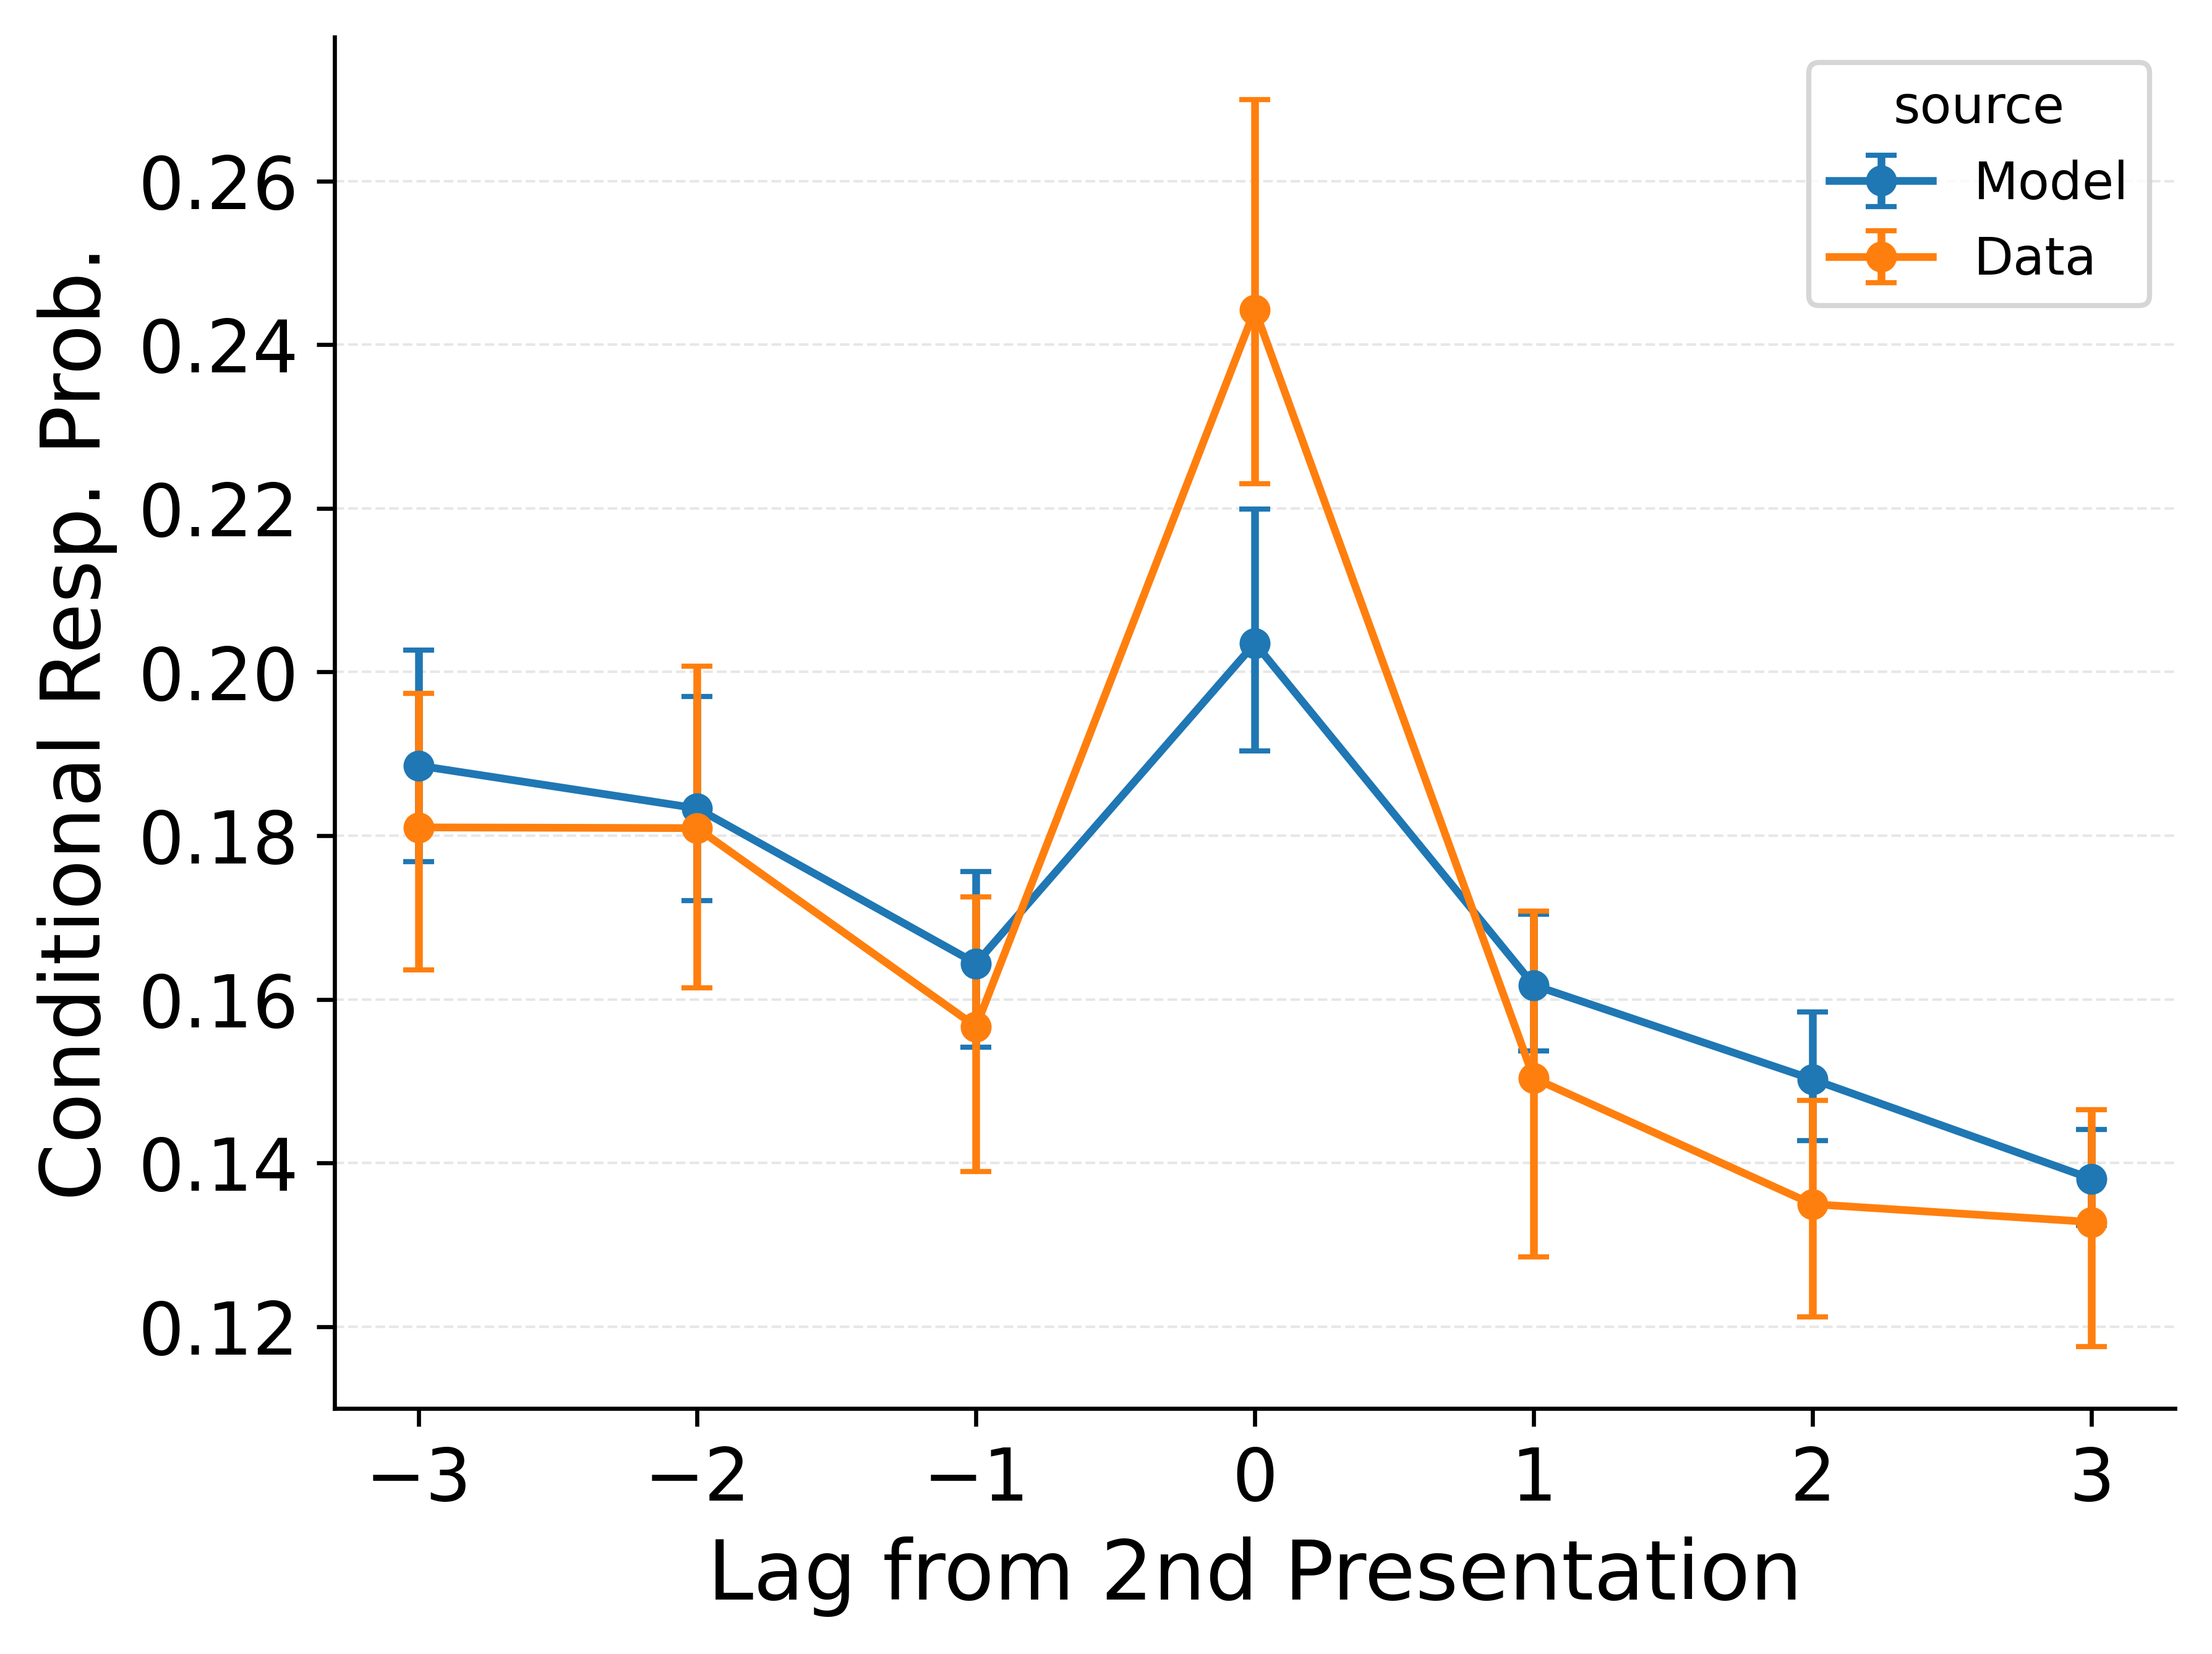 source
Model
Data
Conditional Resp. Prob.
0.26
0.24
0.22
0.20
0.18
0.16
0.14
0.12
−3 −2 −1 0 1 2 3
Lag from 2nd Presentation